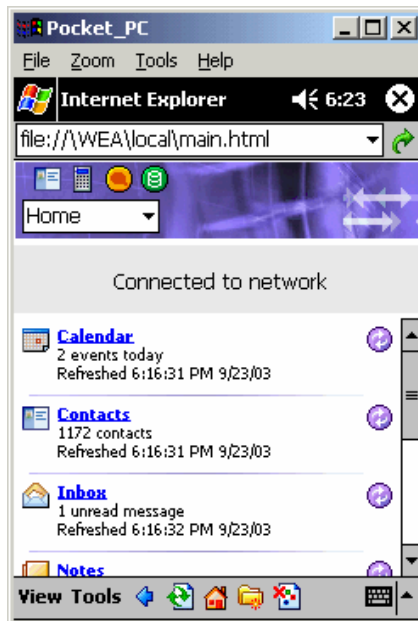 Pocket_PC
File Zoom Tools Help
Internet Explorer 6:23
file://\WEA\local\main.html
Home
Connected to network
Calendar
2 events today
Refreshed 6:16:31 PM 9/23/03
Contacts
1172 contacts
Refreshed 6:16:31 PM 9/23/03
Inbox
1 unread message
Refreshed 6:16:32 PM 9/23/03
Notes
View Tools